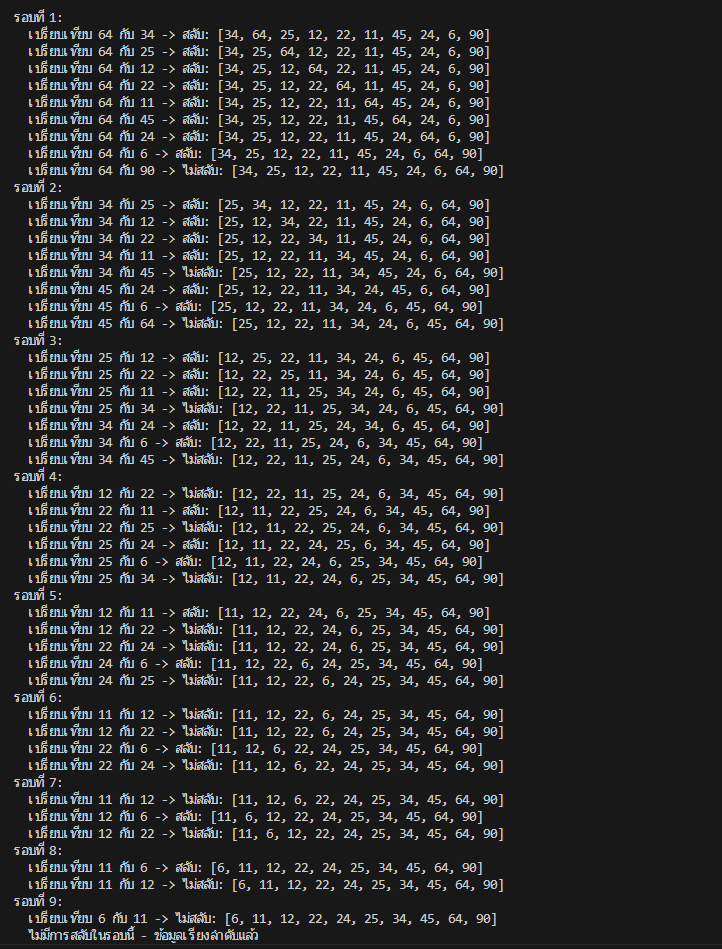 รอบที่ 1:
เปรียบเทียบ 64 กับ 34 -> สลับ: [34, 64, 25, 12, 22, 11, 45, 24, 6, 90]
เปรียบเทียบ 64 กับ 25 -> สลับ: [34, 25, 64, 12, 22, 11, 45, 24, 6, 90]
เปรียบเทียบ 64 กับ 12 -> สลับ: [34, 25, 12, 64, 22, 11, 45, 24, 6, 90]
เปรียบเทียบ 64 กับ 22 -> สลับ: [34, 25, 12, 22, 64, 11, 45, 24, 6, 90]
เปรียบเทียบ 64 กับ 11 -> สลับ: [34, 25, 12, 22, 11, 64, 45, 24, 6, 90]
เปรียบเทียบ 64 กับ 45 -> สลับ: [34, 25, 12, 22, 11, 45, 64, 24, 6, 90]
เปรียบเทียบ 64 กับ 24 -> สลับ: [34, 25, 12, 22, 11, 45, 24, 64, 6, 90]
เปรียบเทียบ 64 กับ 6 -> สลับ: [34, 25, 12, 22, 11, 45, 24, 6, 64, 90]
เปรียบเทียบ 64 กับ 90 -> ไม่สลับ: [34, 25, 12, 22, 11, 45, 24, 6, 64, 90]
รอบที่ 2:
เปรียบเทียบ 34 กับ 25 -> สลับ: [25, 34, 12, 22, 11, 45, 24, 6, 64, 90]
เปรียบเทียบ 34 กับ 12 -> สลับ: [25, 12, 34, 22, 11, 45, 24, 6, 64, 90]
เปรียบเทียบ 34 กับ 22 -> สลับ: [25, 12, 22, 34, 11, 45, 24, 6, 64, 90]
เปรียบเทียบ 34 กับ 11 -> สลับ: [25, 12, 22, 11, 34, 45, 24, 6, 64, 90]
เปรียบเทียบ 34 กับ 45 -> ไม่สลับ: [25, 12, 22, 11, 34, 45, 24, 6, 64, 90]
เปรียบเทียบ 45 กับ 24 -> สลับ: [25, 12, 22, 11, 34, 24, 45, 6, 64, 90]
เปรียบเทียบ 45 กับ 6 -> สลับ: [25, 12, 22, 11, 34, 24, 6, 45, 64, 90]
เปรียบเทียบ 45 กับ 64 -> ไม่สลับ: [25, 12, 22, 11, 34, 24, 6, 45, 64, 90]
รอบที่ 3:
เปรียบเทียบ 25 กับ 12 -> สลับ: [12, 25, 22, 11, 34, 24, 6, 45, 64, 90]
เปรียบเทียบ 25 กับ 22 -> สลับ: [12, 22, 25, 11, 34, 24, 6, 45, 64, 90]
เปรียบเทียบ 25 กับ 11 -> สลับ: [12, 22, 11, 25, 34, 24, 6, 45, 64, 90]
เปรียบเทียบ 25 กับ 34 -> ไม่สลับ: [12, 22, 11, 25, 34, 24, 6, 45, 64, 90]
เปรียบเทียบ 34 กับ 24 -> สลับ: [12, 22, 11, 25, 24, 34, 6, 45, 64, 90]
เปรียบเทียบ 34 กับ 6 -> สลับ: [12, 22, 11, 25, 24, 6, 34, 45, 64, 90]
เปรียบเทียบ 34 กับ 45 -> ไม่สลับ: [12, 22, 11, 25, 24, 6, 34, 45, 64, 90]
รอบที่ 4:
เปรียบเทียบ 12 กับ 22 -> ไม่สลับ: [12, 22, 11, 25, 24, 6, 34, 45, 64, 90]
เปรียบเทียบ 22 กับ 11 -> สลับ: [12, 11, 22, 25, 24, 6, 34, 45, 64, 90]
เปรียบเทียบ 22 กับ 25 -> ไม่สลับ: [12, 11, 22, 25, 24, 6, 34, 45, 64, 90]
เปรียบเทียบ 25 กับ 24 -> สลับ: [12, 11, 22, 24, 25, 6, 34, 45, 64, 90]
เปรียบเทียบ 25 กับ 6 -> สลับ: [12, 11, 22, 24, 6, 25, 34, 45, 64, 90]
เปรียบเทียบ 25 กับ 34 -> ไม่สลับ: [12, 11, 22, 24, 6, 25, 34, 45, 64, 90]
รอบที่ 5:
เปรียบเทียบ 12 กับ 11 -> สลับ: [11, 12, 22, 24, 6, 25, 34, 45, 64, 90]
เปรียบเทียบ 12 กับ 22 -> ไม่สลับ: [11, 12, 22, 24, 6, 25, 34, 45, 64, 90]
เปรียบเทียบ 22 กับ 24 -> ไม่สลับ: [11, 12, 22, 24, 6, 25, 34, 45, 64, 90]
เปรียบเทียบ 24 กับ 6 -> สลับ: [11, 12, 22, 6, 24, 25, 34, 45, 64, 90]
เปรียบเทียบ 24 กับ 25 -> ไม่สลับ: [11, 12, 22, 6, 24, 25, 34, 45, 64, 90]
รอบที่ 6:
เปรียบเทียบ 11 กับ 12 -> ไม่สลับ: [11, 12, 22, 6, 24, 25, 34, 45, 64, 90]
เปรียบเทียบ 12 กับ 22 -> ไม่สลับ: [11, 12, 22, 6, 24, 25, 34, 45, 64, 90]
เปรียบเทียบ 22 กับ 6 -> สลับ: [11, 12, 6, 22, 24, 25, 34, 45, 64, 90]
เปรียบเทียบ 22 กับ 24 -> ไม่สลับ: [11, 12, 6, 22, 24, 25, 34, 45, 64, 90]
รอบที่ 7:
เปรียบเทียบ 11 กับ 12 -> ไม่สลับ: [11, 12, 6, 22, 24, 25, 34, 45, 64, 90]
เปรียบเทียบ 12 กับ 6 -> สลับ: [11, 6, 12, 22, 24, 25, 34, 45, 64, 90]
เปรียบเทียบ 12 กับ 22 -> ไม่สลับ: [11, 6, 12, 22, 24, 25, 34, 45, 64, 90]
รอบที่ 8:
เปรียบเทียบ 11 กับ 6 -> สลับ: [6, 11, 12, 22, 24, 25, 34, 45, 64, 90]
เปรียบเทียบ 11 กับ 12 -> ไม่สลับ: [6, 11, 12, 22, 24, 25, 34, 45, 64, 90]
รอบที่ 9:
เปรียบเทียบ 6 กับ 11 -> ไม่สลับ: [6, 11, 12, 22, 24, 25, 34, 45, 64, 90]
ไม่มีการสลับในรอบนี้ - ข้อมูลเรียงลำดับแล้ว